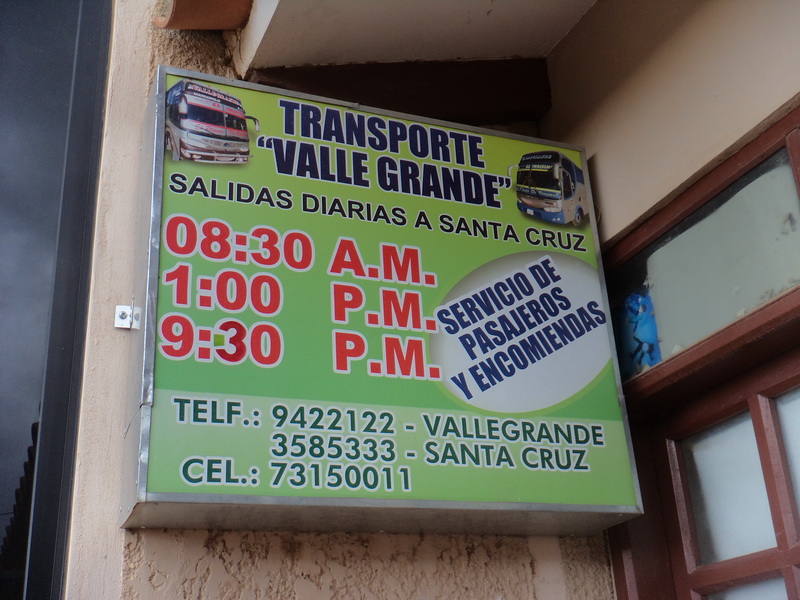 TRANSPORTE
"VALLE GRANDE"
SALIDAS DIARIAS A SANTA CRUZ
08:30 A.M.
1:00 P.M.
9:30 P.M.
SERVICIO DE
PASAJEROS
Y ENCOMIENDAS
TELF.: 9422122 - VALLEGRANDE
3585333 - SANTA CRUZ
CEL.: 73150011